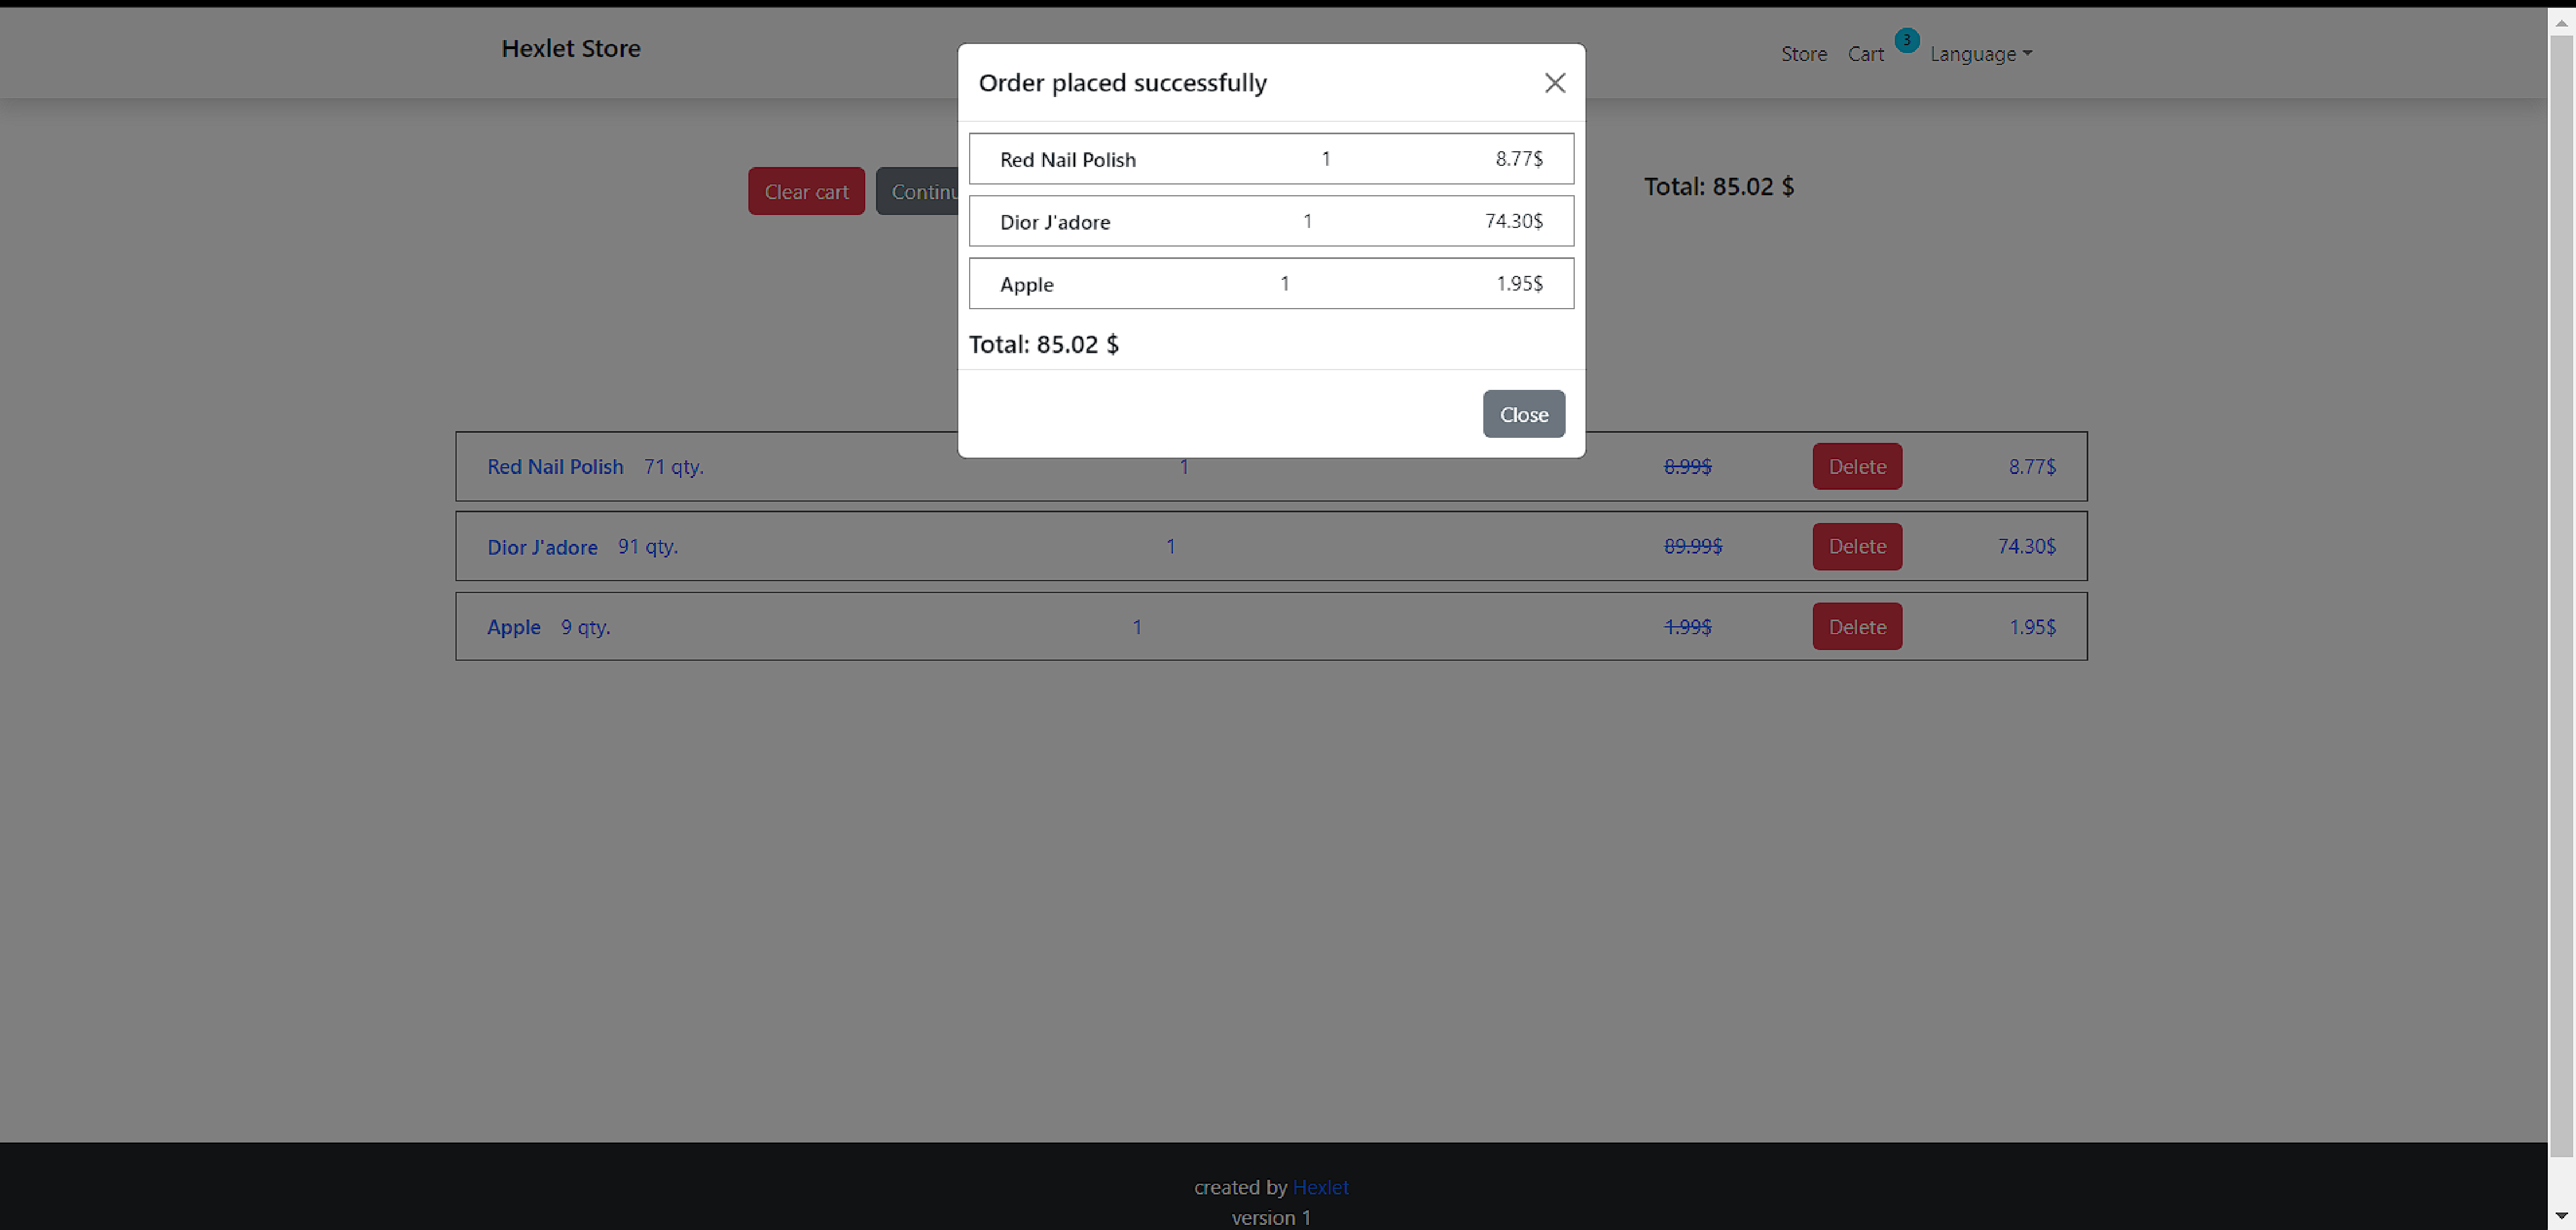 Hexlet Store
Store Cart 3 Language
Order placed successfully
Red Nail Polish 1 8.77$
Dior J'adore 1 74.30$
Apple 1 1.95$
Total: 85.02 $
Close
Clear cart Continu
Total: 85.02 $
Red Nail Polish 71 qty. 1 8.99$ Delete 8.77$
Dior J'adore 91 qty. 1 89.99$ Delete 74.30$
Apple 9 qty. 1 1.99$ Delete 1.95$
created by Hexlet
version 1